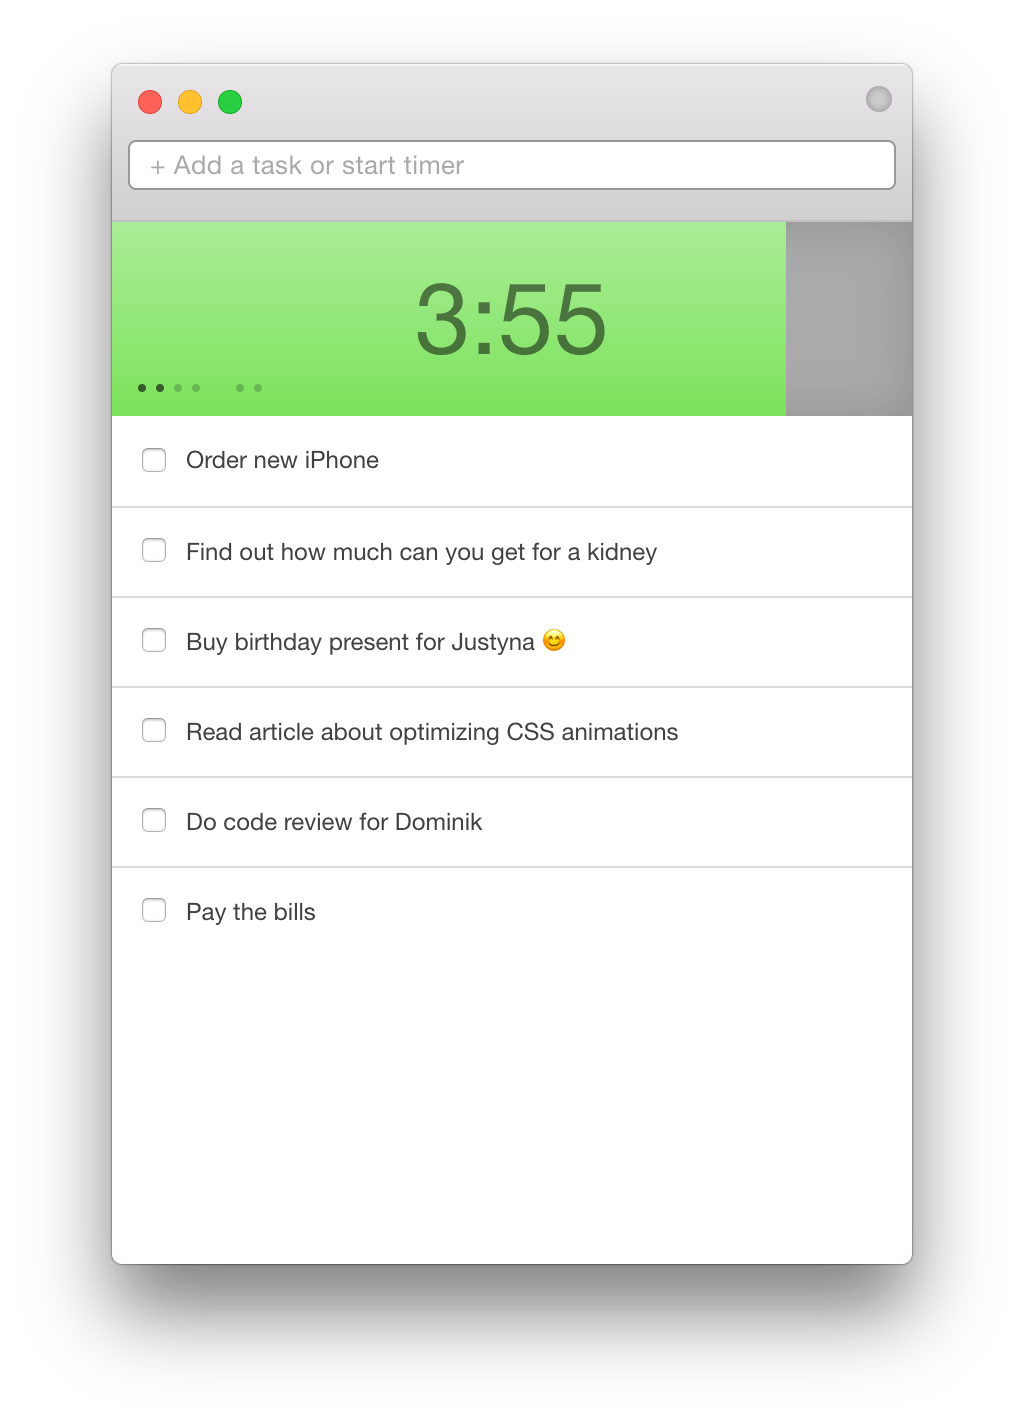 + Add a task or start timer
3:55
Order new iPhone
Find out how much can you get for a kidney
Buy birthday present for Justyna 😊
Read article about optimizing CSS animations
Do code review for Dominik
Pay the bills